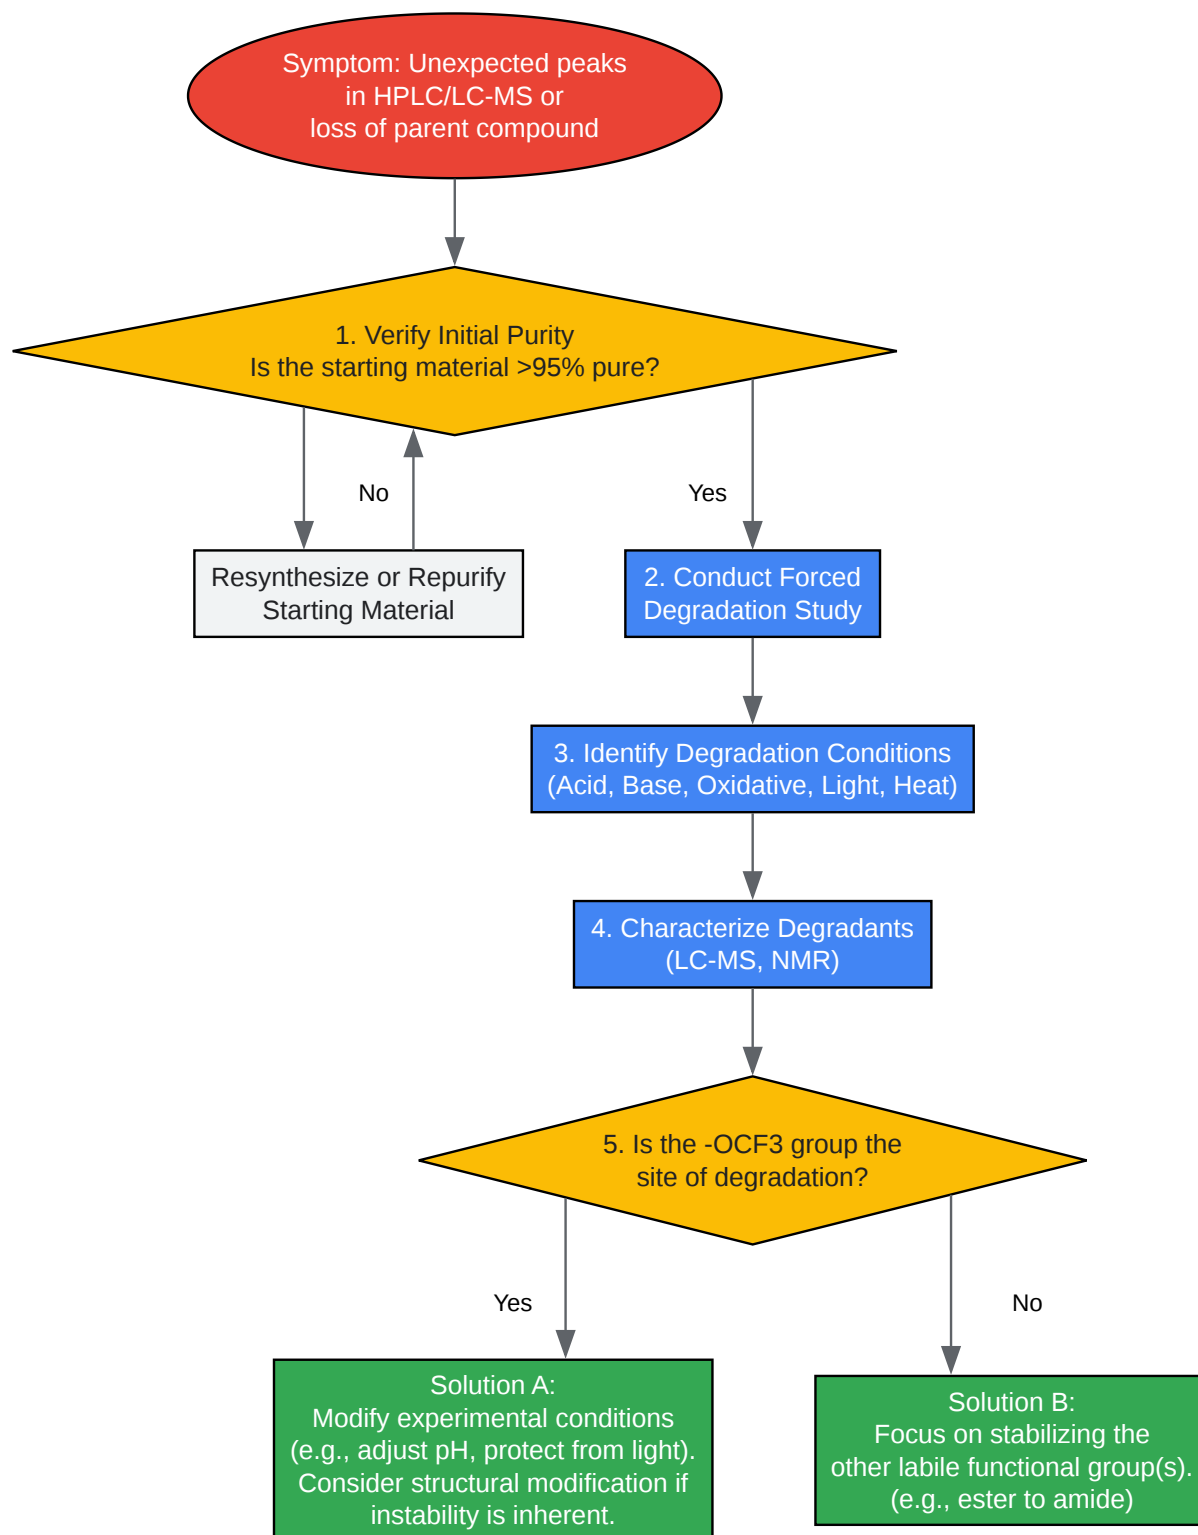 Symptom: Unexpected peaks
in HPLC/LC-MS or
loss of parent compound
1. Verify Initial Purity
Is the starting material >95% pure?
No
Yes
Resynthesize or Repurify
Starting Material
2. Conduct Forced
Degradation Study
3. Identify Degradation Conditions
(Acid, Base, Oxidative, Light, Heat)
4. Characterize Degradants
(LC-MS, NMR)
5. Is the -OCF3 group the
site of degradation?
Yes
No
Solution A:
Modify experimental conditions
(e.g., adjust pH, protect from light).
Consider structural modification if
instability is inherent.
Solution B:
Focus on stabilizing the
other labile functional group(s).
(e.g., ester to amide)